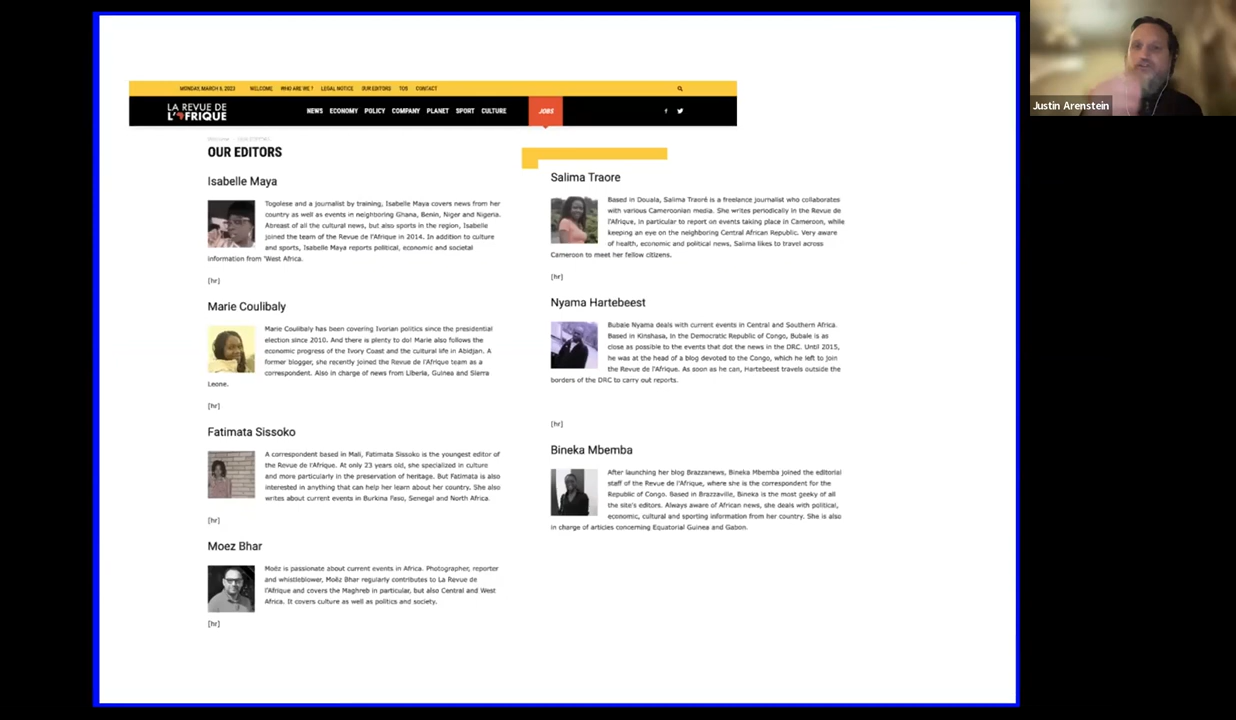 MONDAY, MARCH 6, 2023 WELCOME WHO ARE WE ? LEGAL NOTICE OUR EDITORS TOS CONTACT
LA REVUE DE
L'AFRIQUE
NEWS ECONOMY POLICY COMPANY PLANET SPORT CULTURE JOBS
Welcome OUR EDITORS
OUR EDITORS
Isabelle Maya
Togolese and a journalist by training, Isabelle Maya covers news from her
country as well as events in neighboring Ghana, Benin, Niger and Nigeria.
Abreast of all the cultural news, but also sports in the region, Isabelle
joined the team of the Revue de l'Afrique in 2014. In addition to culture
and sports, Isabelle Maya reports political, economic and societal
information from 'West Africa.
[hr]
Marie Coulibaly
Marie Coulibaly has been covering Ivorian politics since the presidential
election since 2010. And there is plenty to do! Marie also follows the
economic progress of the Ivory Coast and the cultural life in Abidjan. A
former blogger, she recently joined the Revue de l'Afrique team as a
correspondent. Also in charge of news from Liberia, Guinea and Sierra
Leone.
[hr]
Fatimata Sissoko
A correspondent based in Mali, Fatimata Sissoko is the youngest editor of
the Revue de l'Afrique. At only 23 years old, she specialized in culture
and more particularly in the preservation of heritage. But Fatimata is also
interested in anything that can help her learn about her country. She also
writes about current events in Burkina Faso, Senegal and North Africa.
[hr]
Moez Bhar
Moëz is passionate about current events in Africa. Photographer, reporter
and whistleblower, Moëz Bhar regularly contributes to La Revue de
l'Afrique and covers the Maghreb in particular, but also Central and West
Africa. It covers culture as well as politics and society.
[hr]
Salima Traore
Based in Douala, Salima Traoré is a freelance journalist who collaborates
with various Cameroonian media. She writes periodically in the Revue de
l'Afrique, in particular to report on events taking place in Cameroon, while
keeping an eye on the neighboring Central African Republic. Very aware
of health, economic and political news, Salima likes to travel across
Cameroon to meet her fellow citizens.
[hr]
Nyama Hartebeest
Bubale Nyama deals with current events in Central and Southern Africa.
Based in Kinshasa, in the Democratic Republic of Congo, Bubale is as
close as possible to the events that dot the news in the DRC. Until 2015,
he was at the head of a blog devoted to the Congo, which he left to join
the Revue de l'Afrique. As soon as he can, Hartebeest travels outside the
borders of the DRC to carry out reports.
[hr]
Bineka Mbemba
After launching her blog Brazzanews, Bineka Mbemba joined the editorial
staff of the Revue de l'Afrique, where she is the correspondent for the
Republic of Congo. Based in Brazzaville, Bineka is the most geeky of all
the site's editors. Always aware of African news, she deals with political,
economic, cultural and sporting information from her country. She is also
in charge of articles concerning Equatorial Guinea and Gabon.
Justin Arenstein